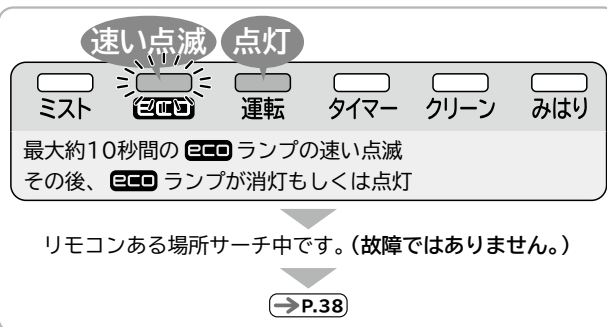 速い点滅 点灯
ミスト eco 運転 タイマー クリーン みはり
最大約10秒間の eco ランプの速い点滅
その後、 eco ランプが消灯もしくは点灯
リモコンある場所サーチ中です。(故障ではありません。)
→P.38